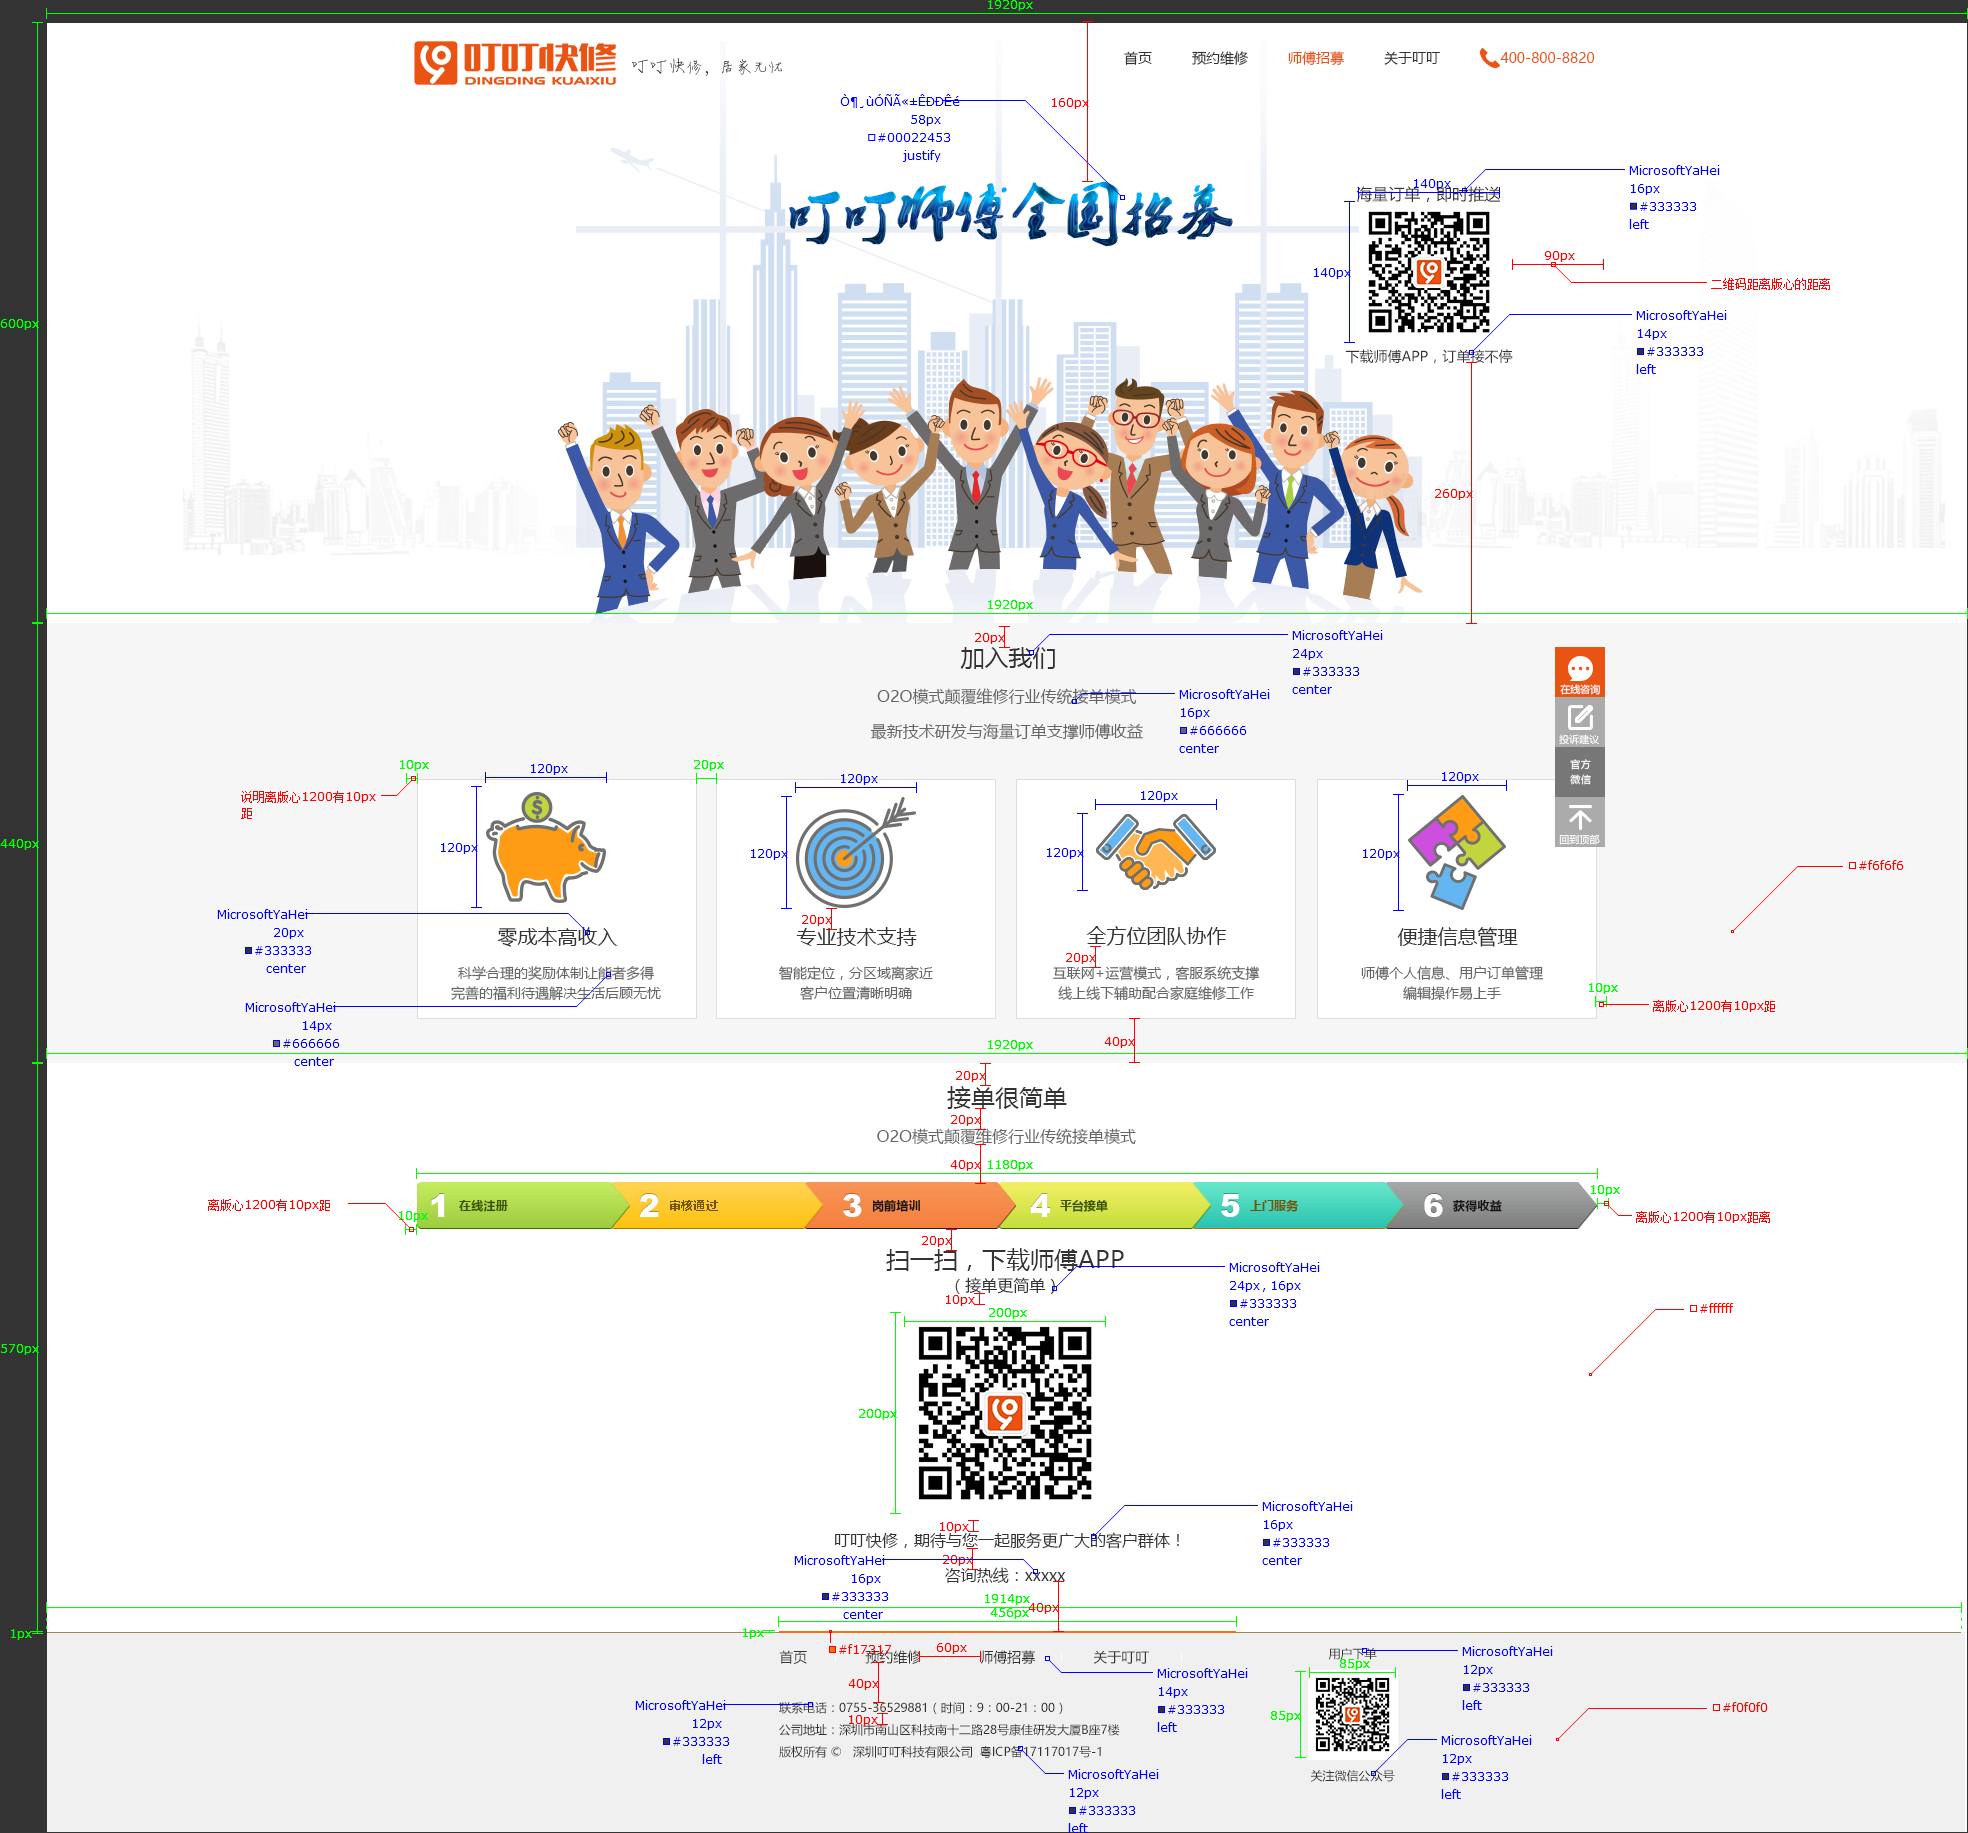 1920px
叮叮快修
DINGDING KUAIXIU
叮叮快修，居家无忧
首页 预约维修 师傅招募 关于叮叮 400-800-8820
160px
58px
#00022453
justify
叮叮师傅全国招募
140px
海量订单，即时推送
MicrosoftYaHei
16px
#333333
left
140px
90px
二维码距离版心的距离
MicrosoftYaHei
14px
#333333
left
下载师傅APP，订单接不停
600px
260px
1920px
20px
加入我们
MicrosoftYaHei
24px
#333333
center
O2O模式颠覆维修行业传统接单模式
最新技术研发与海量订单支撑师傅收益
MicrosoftYaHei
16px
#666666
center
在线咨询
投诉建议
官方
微信
回到顶部
10px
20px
说明离版心1200有10px
距
120px
120px
120px
120px
440px
120px
120px
120px
120px
#f6f6f6
MicrosoftYaHei
20px
#333333
center
20px
零成本高收入
专业技术支持
全方位团队协作
便捷信息管理
20px
科学合理的奖励体制让能者多得
完善的福利待遇解决生活后顾无忧
智能定位，分区域离家近
客户位置清晰明确
互联网+运营模式，客服系统支撑
线上线下辅助配合家庭维修工作
师傅个人信息、用户订单管理
编辑操作易上手
MicrosoftYaHei
14px
#666666
center
10px
离版心1200有10px距
40px
1920px
20px
接单很简单
20px
O2O模式颠覆维修行业传统接单模式
40px
1180px
离版心1200有10px距
10px
1 在线注册 2 审核通过 3 岗前培训 4 平台接单 5 上门服务 6 获得收益
10px
离版心1200有10px距离
20px
扫一扫，下载师傅APP
（接单更简单）
MicrosoftYaHei
24px , 16px
#333333
center
10px
200px
#ffffff
570px
200px
10px
叮叮快修，期待与您一起服务更广大的客户群体！
MicrosoftYaHei
16px
#333333
center
20px
咨询热线：xxxxx
MicrosoftYaHei
16px
#333333
center
1914px
40px
456px
1px
1px
#f17317
60px
首页 预约维修 师傅招募 关于叮叮
MicrosoftYaHei
14px
#333333
left
40px
联系电话：0755-36529881（时间：9：00-21：00）
10px
公司地址：深圳市南山区科技南十二路28号康佳研发大厦B座7楼
版权所有 © 深圳叮叮科技有限公司 粤ICP备17117017号-1
MicrosoftYaHei
12px
#333333
left
MicrosoftYaHei
12px
#333333
left
用户下单
85px
85px
关注微信公众号
MicrosoftYaHei
12px
#333333
left
MicrosoftYaHei
12px
#333333
left
#f0f0f0